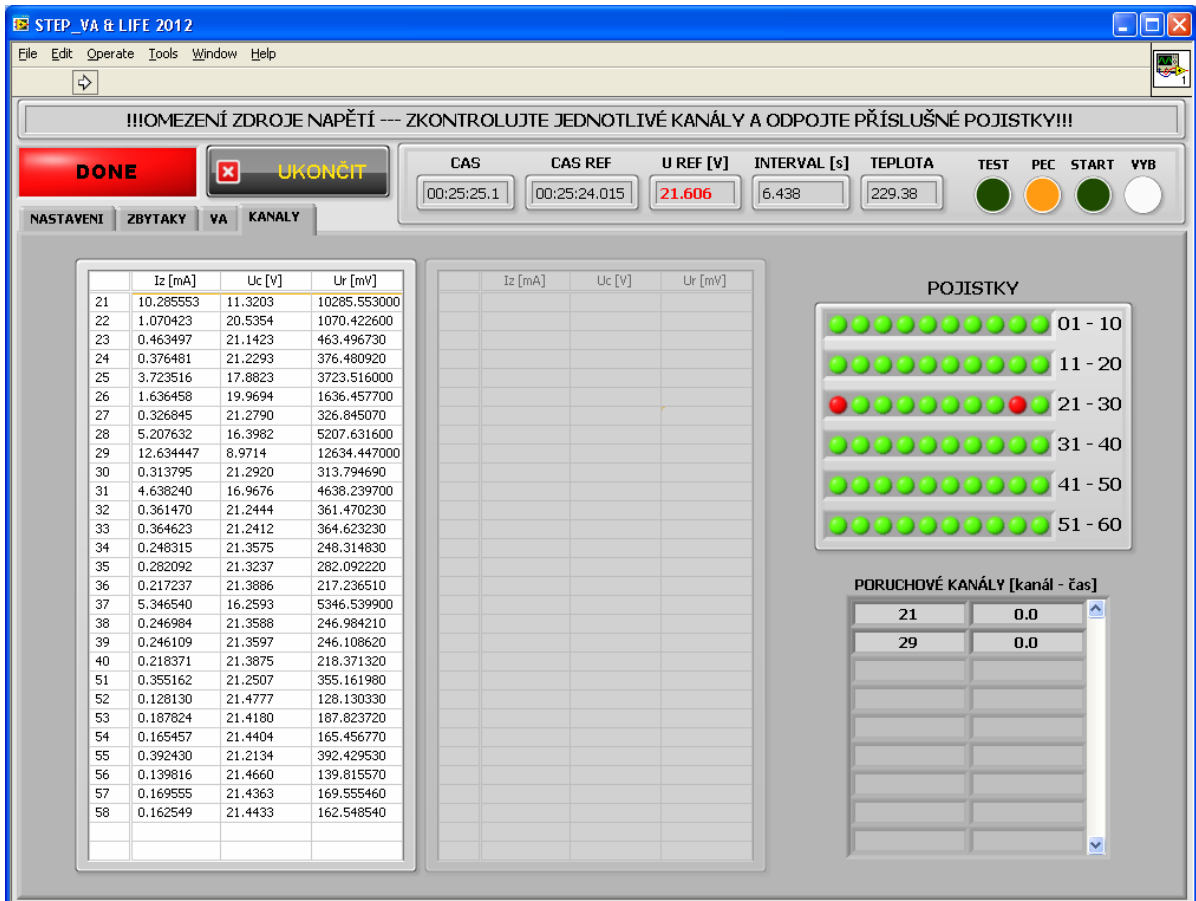 STEP_VA & LIFE 2012
File Edit Operate Tools Window Help
1
!!!OMEZENÍ ZDROJE NAPĚTÍ --- ZKONTROLUJTE JEDNOTLIVÉ KANÁLY A ODPOJTE PŘÍSLUŠNÉ POJISTKY!!!
DONE UKONČIT
CAS CAS REF U REF [V] INTERVAL [s] TEPLOTA TEST PEC START VYB
00:25:25.1 00:25:24.015 21.606 6.438 229.38
NASTAVENI ZBYTAKY VA KANALY
Iz [mA] Uc [V] Ur [mV]
21 10.285553 11.3203 10285.553000
22 1.070423 20.5354 1070.422600
23 0.463497 21.1423 463.496730
24 0.376481 21.2293 376.480920
25 3.723516 17.8823 3723.516000
26 1.636458 19.9694 1636.457700
27 0.326845 21.2790 326.845070
28 5.207632 16.3982 5207.631600
29 12.634447 8.9714 12634.447000
30 0.313795 21.2920 313.794690
31 4.638240 16.9676 4638.239700
32 0.361470 21.2444 361.470230
33 0.364623 21.2412 364.623230
34 0.248315 21.3575 248.314830
35 0.282092 21.3237 282.092220
36 0.217237 21.3886 217.236510
37 5.346540 16.2593 5346.539900
38 0.246984 21.3588 246.984210
39 0.246109 21.3597 246.108620
40 0.218371 21.3875 218.371320
51 0.355162 21.2507 355.161980
52 0.128130 21.4777 128.130330
53 0.187824 21.4180 187.823720
54 0.165457 21.4404 165.456770
55 0.392430 21.2134 392.429530
56 0.139816 21.4660 139.815570
57 0.169555 21.4363 169.555460
58 0.162549 21.4433 162.548540
Iz [mA] Uc [V] Ur [mV]
POJISTKY
01 - 10
11 - 20
21 - 30
31 - 40
41 - 50
51 - 60
PORUCHOVÉ KANÁLY [kanál - čas]
21 0.0
29 0.0